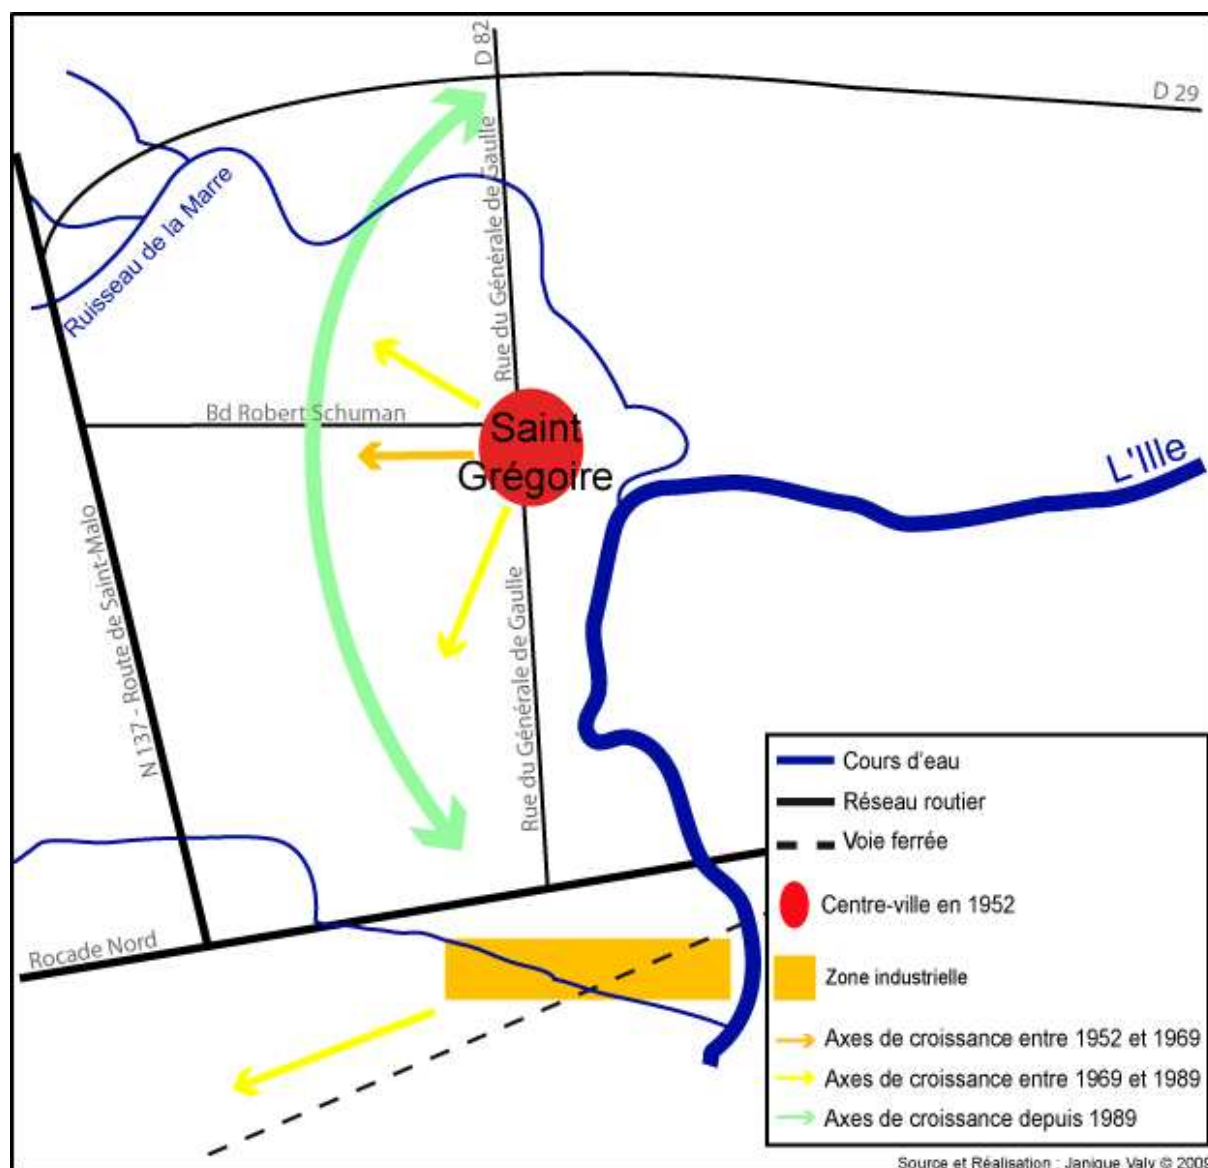 D 82
D 29
Rue du Générale de Gaulle
Ruisseau de la Marre
Bd Robert Schuman
Saint
Grégoire
L'Ille
N 137 - Route de Saint-Malo
Rue du Générale de Gaulle
Rocade Nord
Cours d'eau
Réseau routier
Voie ferrée
Centre-ville en 1952
Zone industrielle
Axes de croissance entre 1952 et 1969
Axes de croissance entre 1969 et 1989
Axes de croissance depuis 1989
Source et Réalisation : Janique Valy © 2009